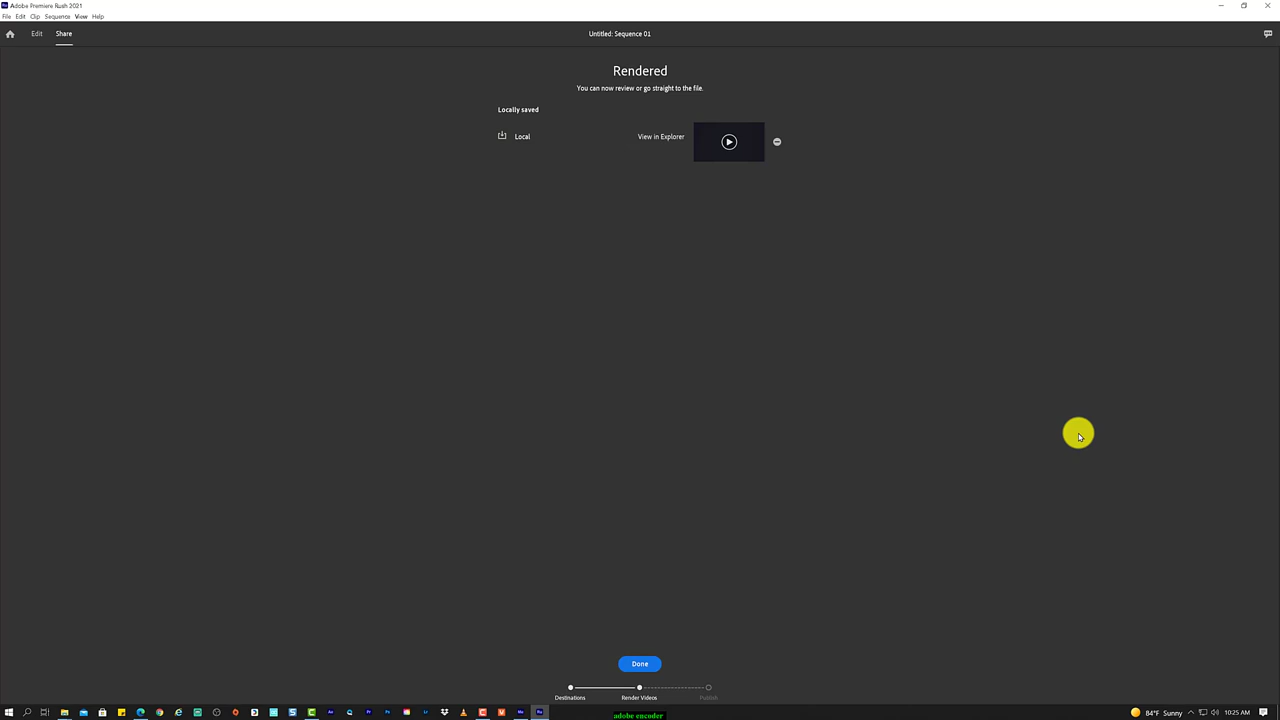 Ru Adobe Premiere Rush 2021
File Edit Clip Sequence View Help
Edit Share Untitled: Sequence 01
Rendered
You can now review or go straight to the file.
Locally saved
Local View in Explorer
Done
Destinations Render Videos Publish
84°F Sunny 10:25 AM
adobe encoder